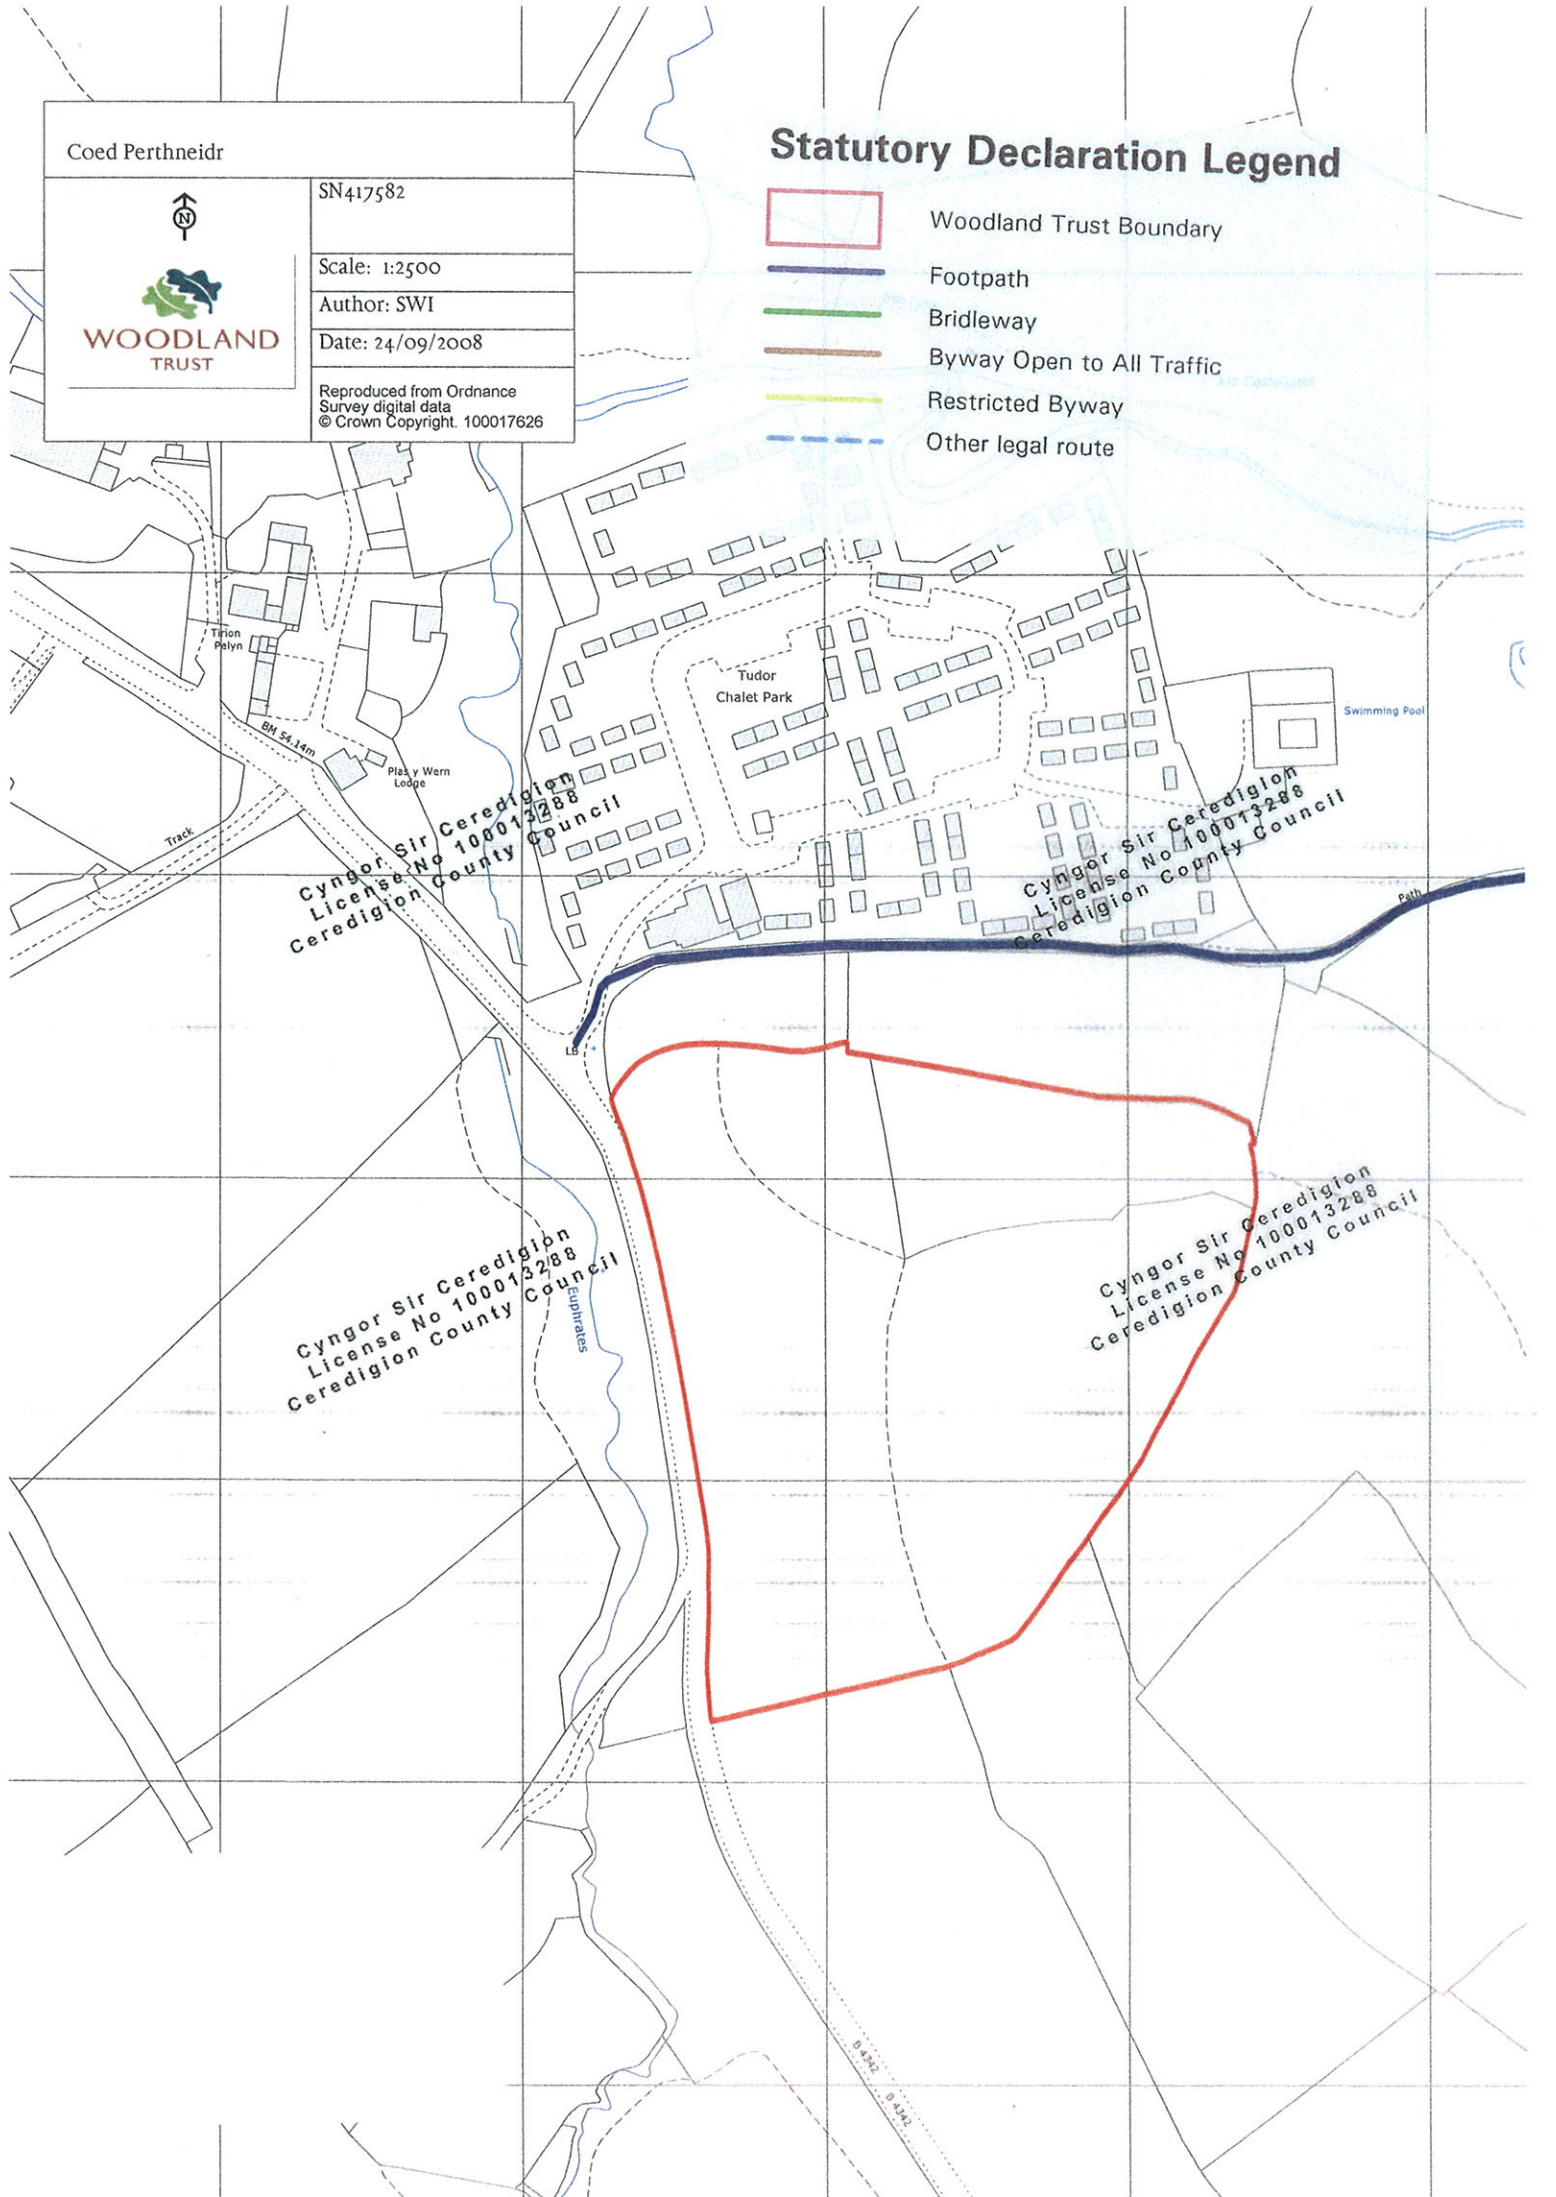 Coed Perthneidr
N
WOODLAND
TRUST
SN417582
Scale: 1:2500
Author: SWI
Date: 24/09/2008
Reproduced from Ordnance
Survey digital data
© Crown Copyright. 100017626
Statutory Declaration Legend
Woodland Trust Boundary
Footpath
Bridleway
Byway Open to All Traffic
Restricted Byway
Other legal route
Tirion
Pelyn
Tudor
Chalet Park
Swimming Pool
BM 54.14m
Plas y Wern
Lodge
Track
Cyngor Sir Ceredigion
License No 100013288
Ceredigion County Council
Cyngor Sir Ceredigion
License No 100013288
Ceredigion County Council
Path
LB
Cyngor Sir Ceredigion
License No 100013288
Ceredigion County Council
Cyngor Sir Ceredigion
License No 100013288
Ceredigion County Council
Euphrates
B 4342
B 4342